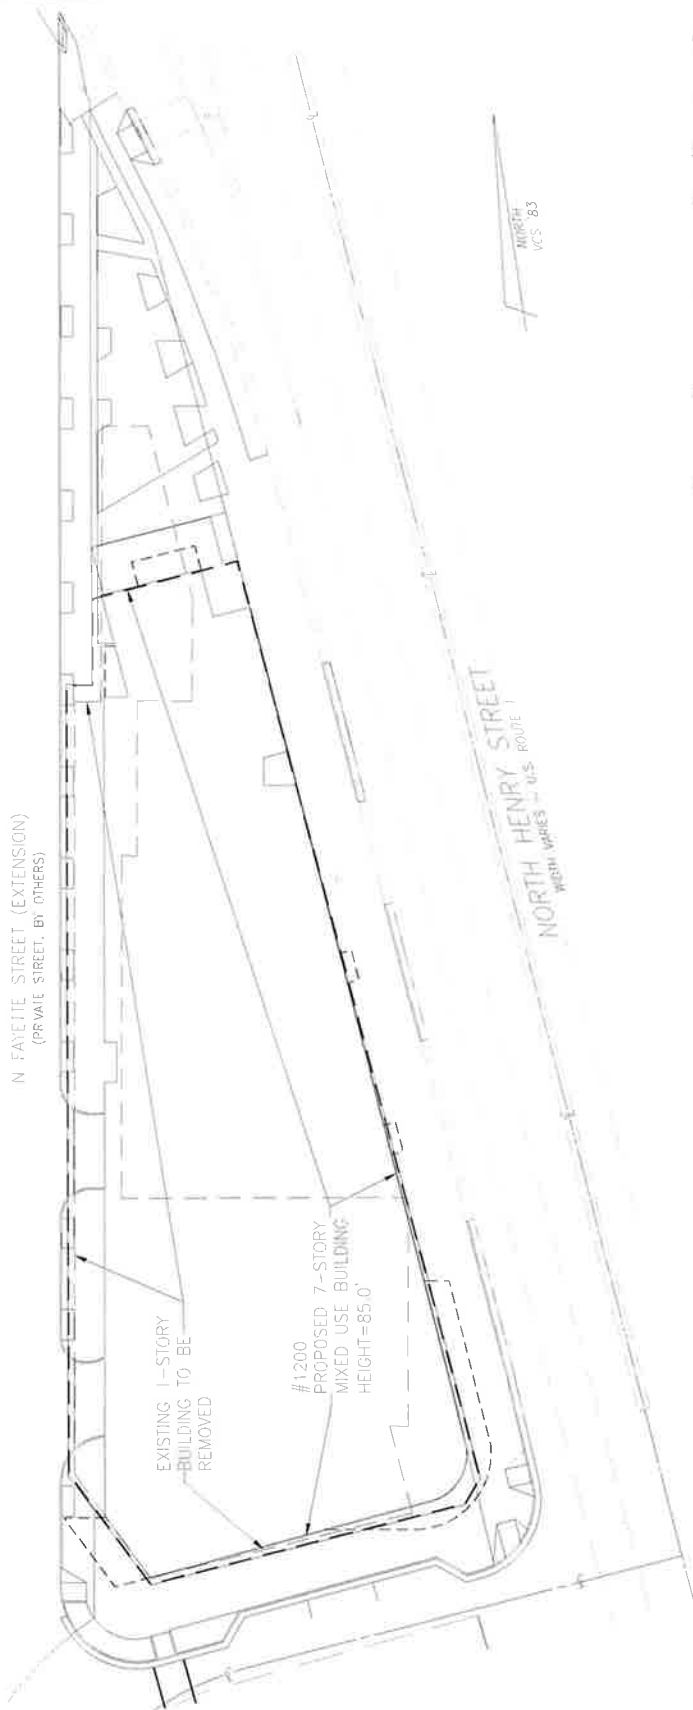 N FAYETTE STREET (EXTENSION)
(PRIVATE STREET, BY OTHERS)
NORTH
VCS '83
NORTH HENRY STREET
WIDTH VARIES - U.S. ROUTE 1
EXISTING 1-STORY
BUILDING TO BE
REMOVED
#1200
PROPOSED 7-STORY
MIXED USE BUILDING
HEIGHT=85.0'